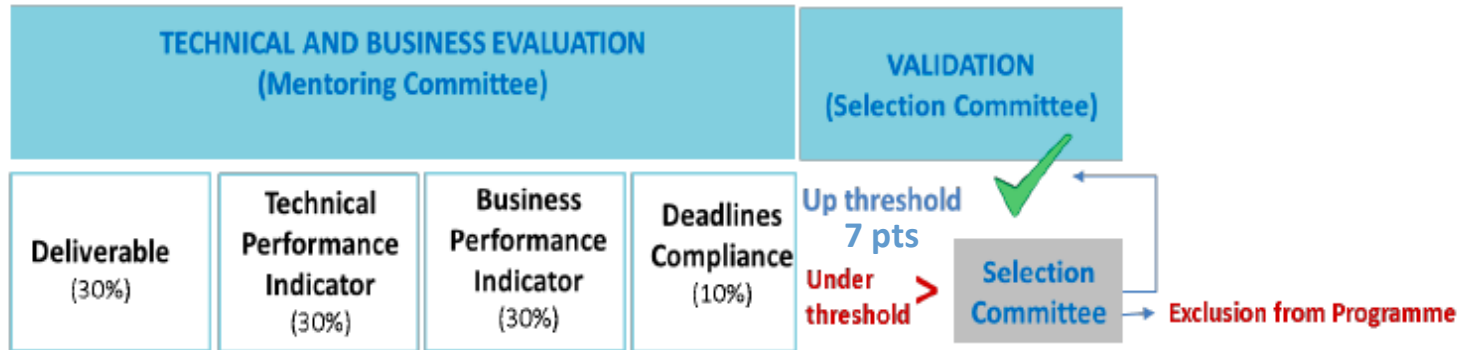 TECHNICAL AND BUSINESS EVALUATION
(Mentoring Committee)
VALIDATION
(Selection Committee)
Deliverable
(30%)
Technical
Performance
Indicator
(30%)
Business
Performance
Indicator
(30%)
Deadlines
Compliance
(10%)
Up threshold
7 pts
Under
threshold
>
Selection
Committee
Exclusion from Programme